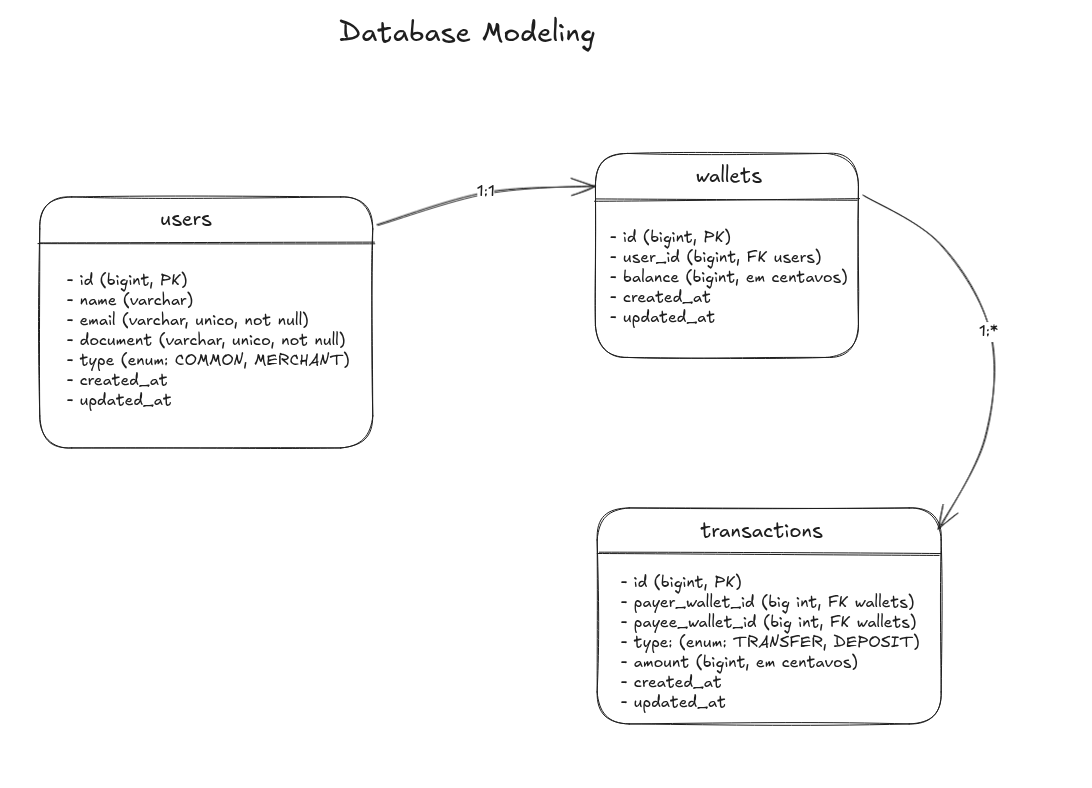 Database Modeling
users
- id (bigint, PK)
- name (varchar)
- email (varchar, unico, not null)
- document (varchar, unico, not null)
- type (enum: COMMON, MERCHANT)
- created_at
- updated_at
1:1
wallets
- id (bigint, PK)
- user_id (bigint, FK users)
- balance (bigint, em centavos)
- created_at
- updated_at
1:*
transactions
- id (bigint, PK)
- payer_wallet_id (big int, FK wallets)
- payee_wallet_id (big int, FK wallets)
- type: (enum: TRANSFER, DEPOSIT)
- amount (bigint, em centavos)
- created_at
- updated_at